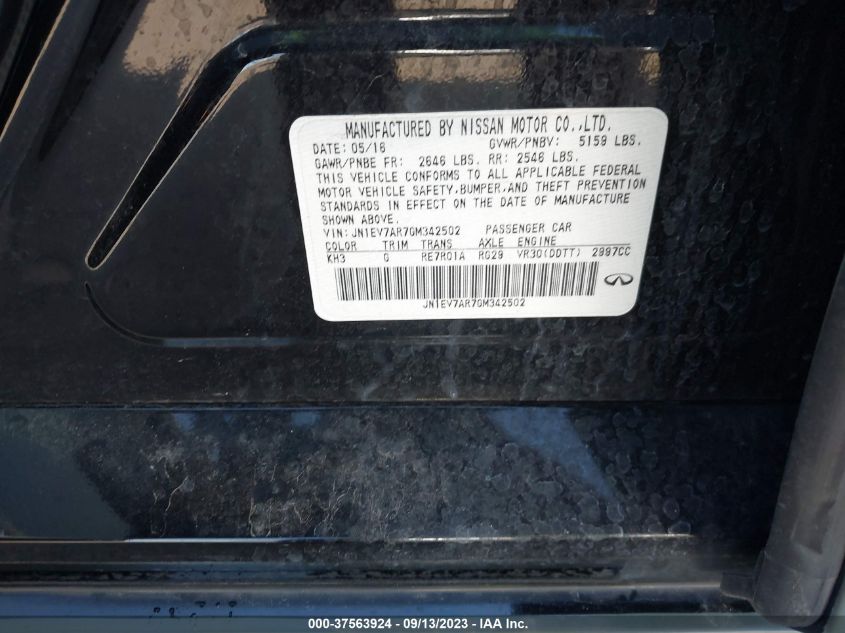 MANUFACTURED BY NISSAN MOTOR CO.,LTD.
DATE: 05/16 GVWR/PNBV: 5159 LBS.
GAWR/PNBE FR: 2646 LBS. RR: 2546 LBS.
THIS VEHICLE CONFORMS TO ALL APPLICABLE FEDERAL
MOTOR VEHICLE SAFETY,BUMPER,AND THEFT PREVENTION
STANDARDS IN EFFECT ON THE DATE OF MANUFACTURE
SHOWN ABOVE.
VIN: JN1EV7AR7GM342502 PASSENGER CAR
COLOR TRIM TRANS AXLE ENGINE
KH3 G RE7R01A RG29 VR30(DDTT) 2997CC
JN1EV7AR7GM342502
000-37563924 - 09/13/2023 - IAA Inc.